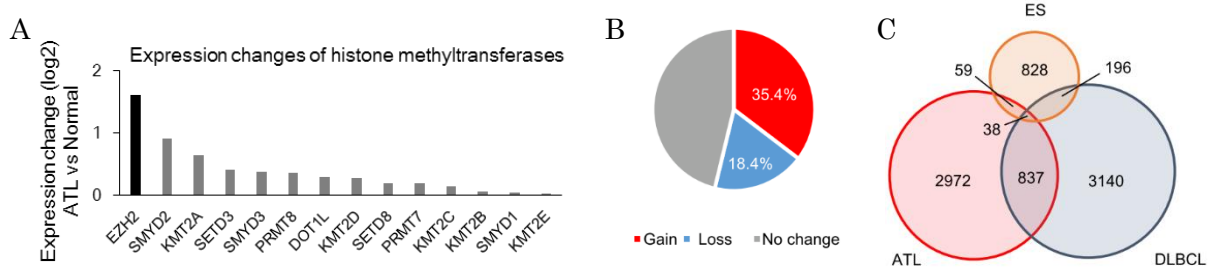 A
Expression changes of histone methyltransferases
Expression change (log2)
ATL vs Normal
2
1
0
EZH2
SMYD2
KMT2A
SETD3
SMYD3
PRMT8
DOT1L
KMT2D
SETD8
PRMT7
KMT2C
KMT2B
SMYD1
KMT2E
B
35.4%
18.4%
Gain Loss No change
C
ES
59
828
196
38
2972
837
3140
ATL
DLBCL